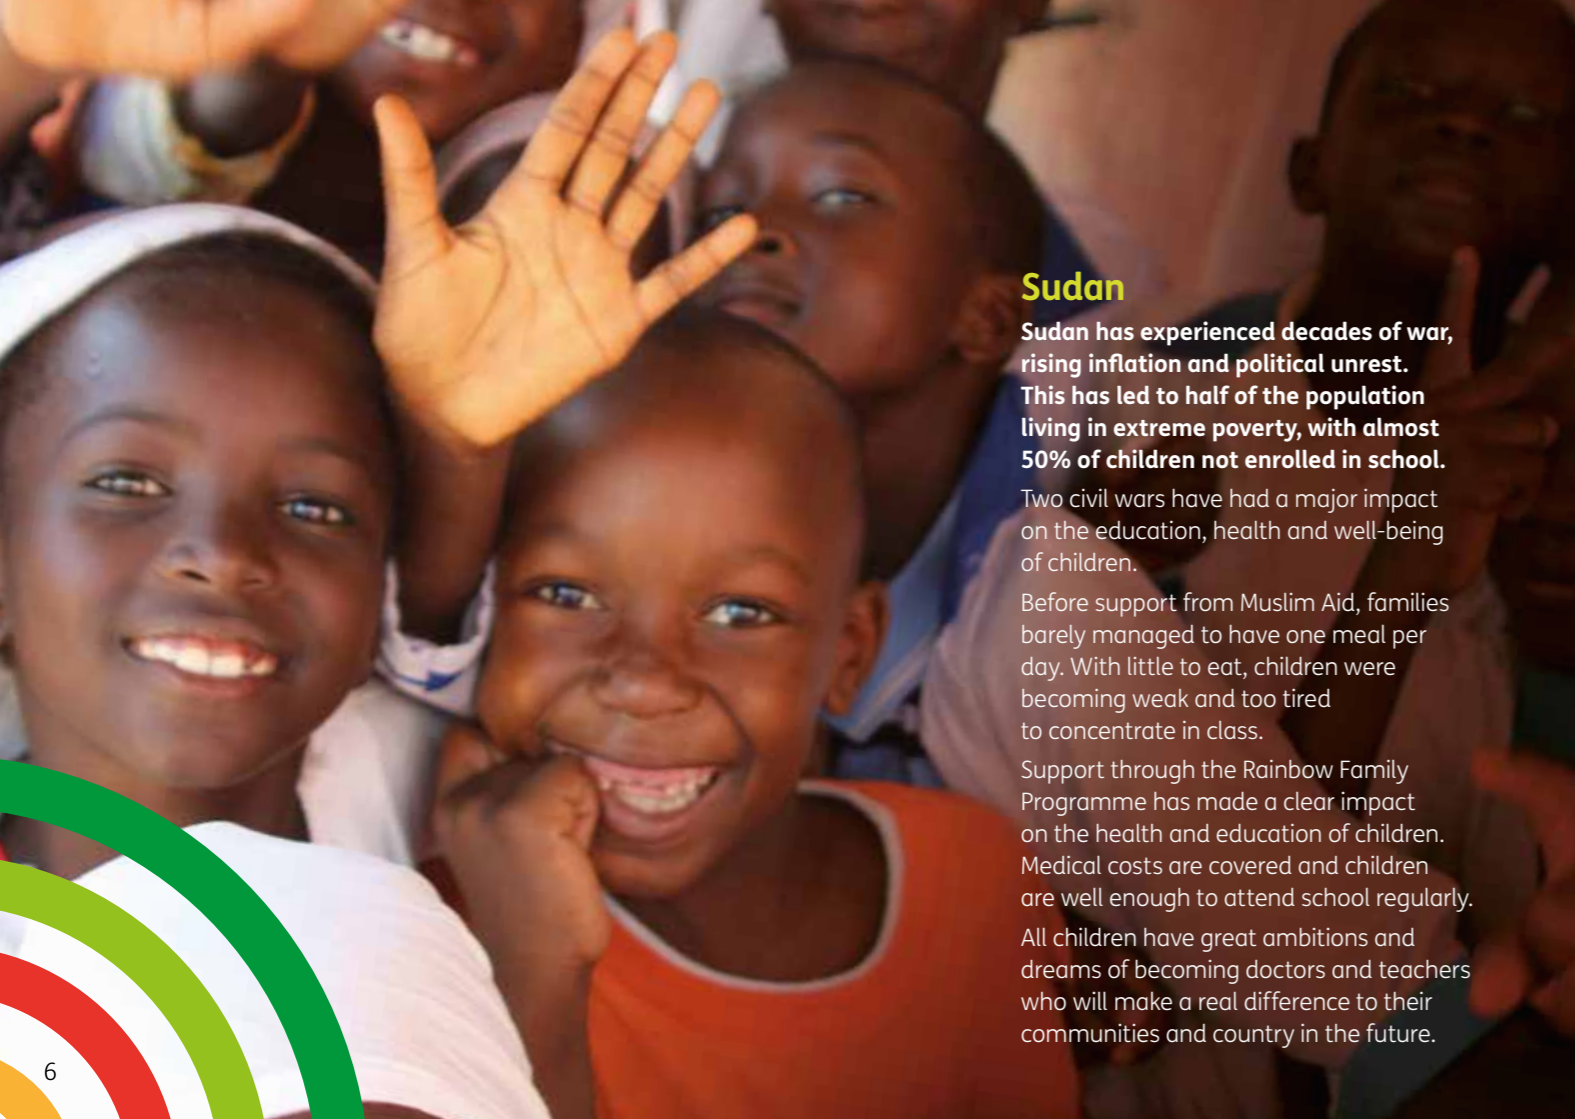 Sudan
Sudan has experienced decades of war,
rising inflation and political unrest.
This has led to half of the population
living in extreme poverty, with almost
50% of children not enrolled in school.
Two civil wars have had a major impact
on the education, health and well-being
of children.
Before support from Muslim Aid, families
barely managed to have one meal per
day. With little to eat, children were
becoming weak and too tired
to concentrate in class.
Support through the Rainbow Family
Programme has made a clear impact
on the health and education of children.
Medical costs are covered and children
are well enough to attend school regularly.
All children have great ambitions and
dreams of becoming doctors and teachers
who will make a real difference to their
communities and country in the future.
6